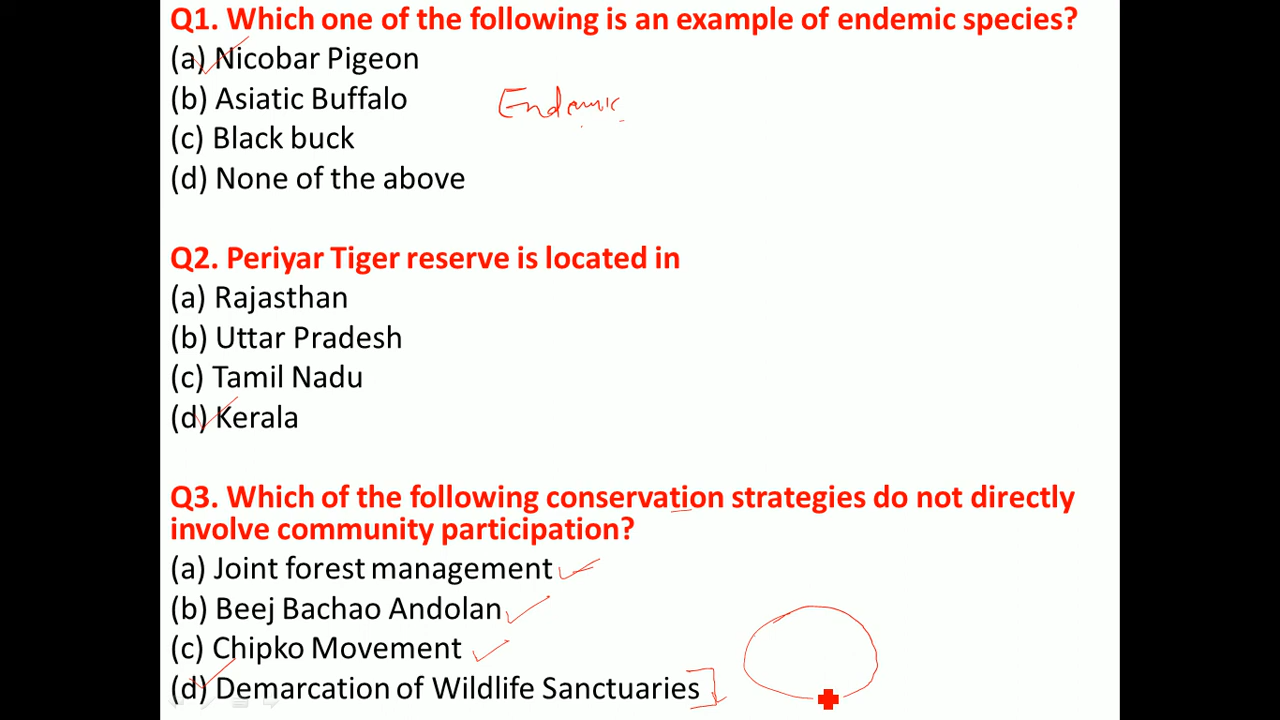 Q1. Which one of the following is an example of endemic species?
(a) Nicobar Pigeon
(b) Asiatic Buffalo
Endemic
(c) Black buck
(d) None of the above
Q2. Periyar Tiger reserve is located in
(a) Rajasthan
(b) Uttar Pradesh
(c) Tamil Nadu
(d) Kerala
Q3. Which of the following conservation strategies do not directly
involve community participation?
(a) Joint forest management
(b) Beej Bachao Andolan
(c) Chipko Movement
(d) Demarcation of Wildlife Sanctuaries